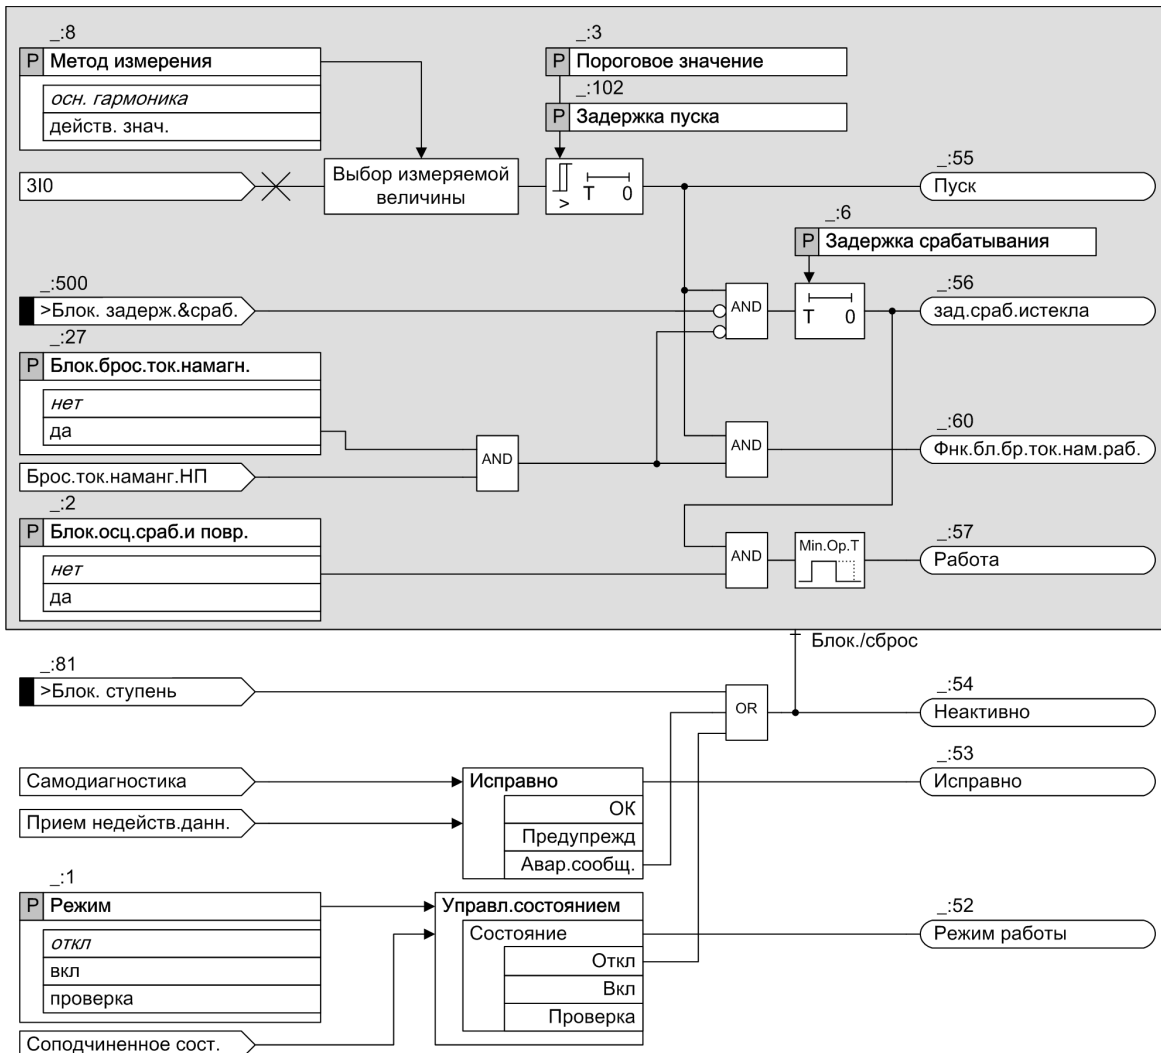 _:8
P Метод измерения
осн. гармоника
действ. знач.
_:3
P Пороговое значение
_:102
P Задержка пуска
3I0
Выбор измеряемой
величины
T 0
>
_:55
Пуск
_:6
P Задержка срабатывания
_:500
>Блок. задерж.&сраб.
AND
T 0
_:56
зад.сраб.истекла
_:27
P Блок.брос.ток.намагн.
нет
да
Брос.ток.наманг.НП
AND
AND
_:60
Фнк.бл.бр.ток.нам.раб.
_:2
P Блок.осц.сраб.и повр.
нет
да
AND
Min.Op.T
_:57
Работа
Блок./сброс
_:81
>Блок. ступень
OR
_:54
Неактивно
Самодиагностика
Прием недейств.данн.
Исправно
ОК
Предупрежд
Авар.сообщ.
_:53
Исправно
_:1
P Режим
откл
вкл
проверка
Соподчиненное сост.
Управл.состоянием
Состояние
Откл
Вкл
Проверка
_:52
Режим работы